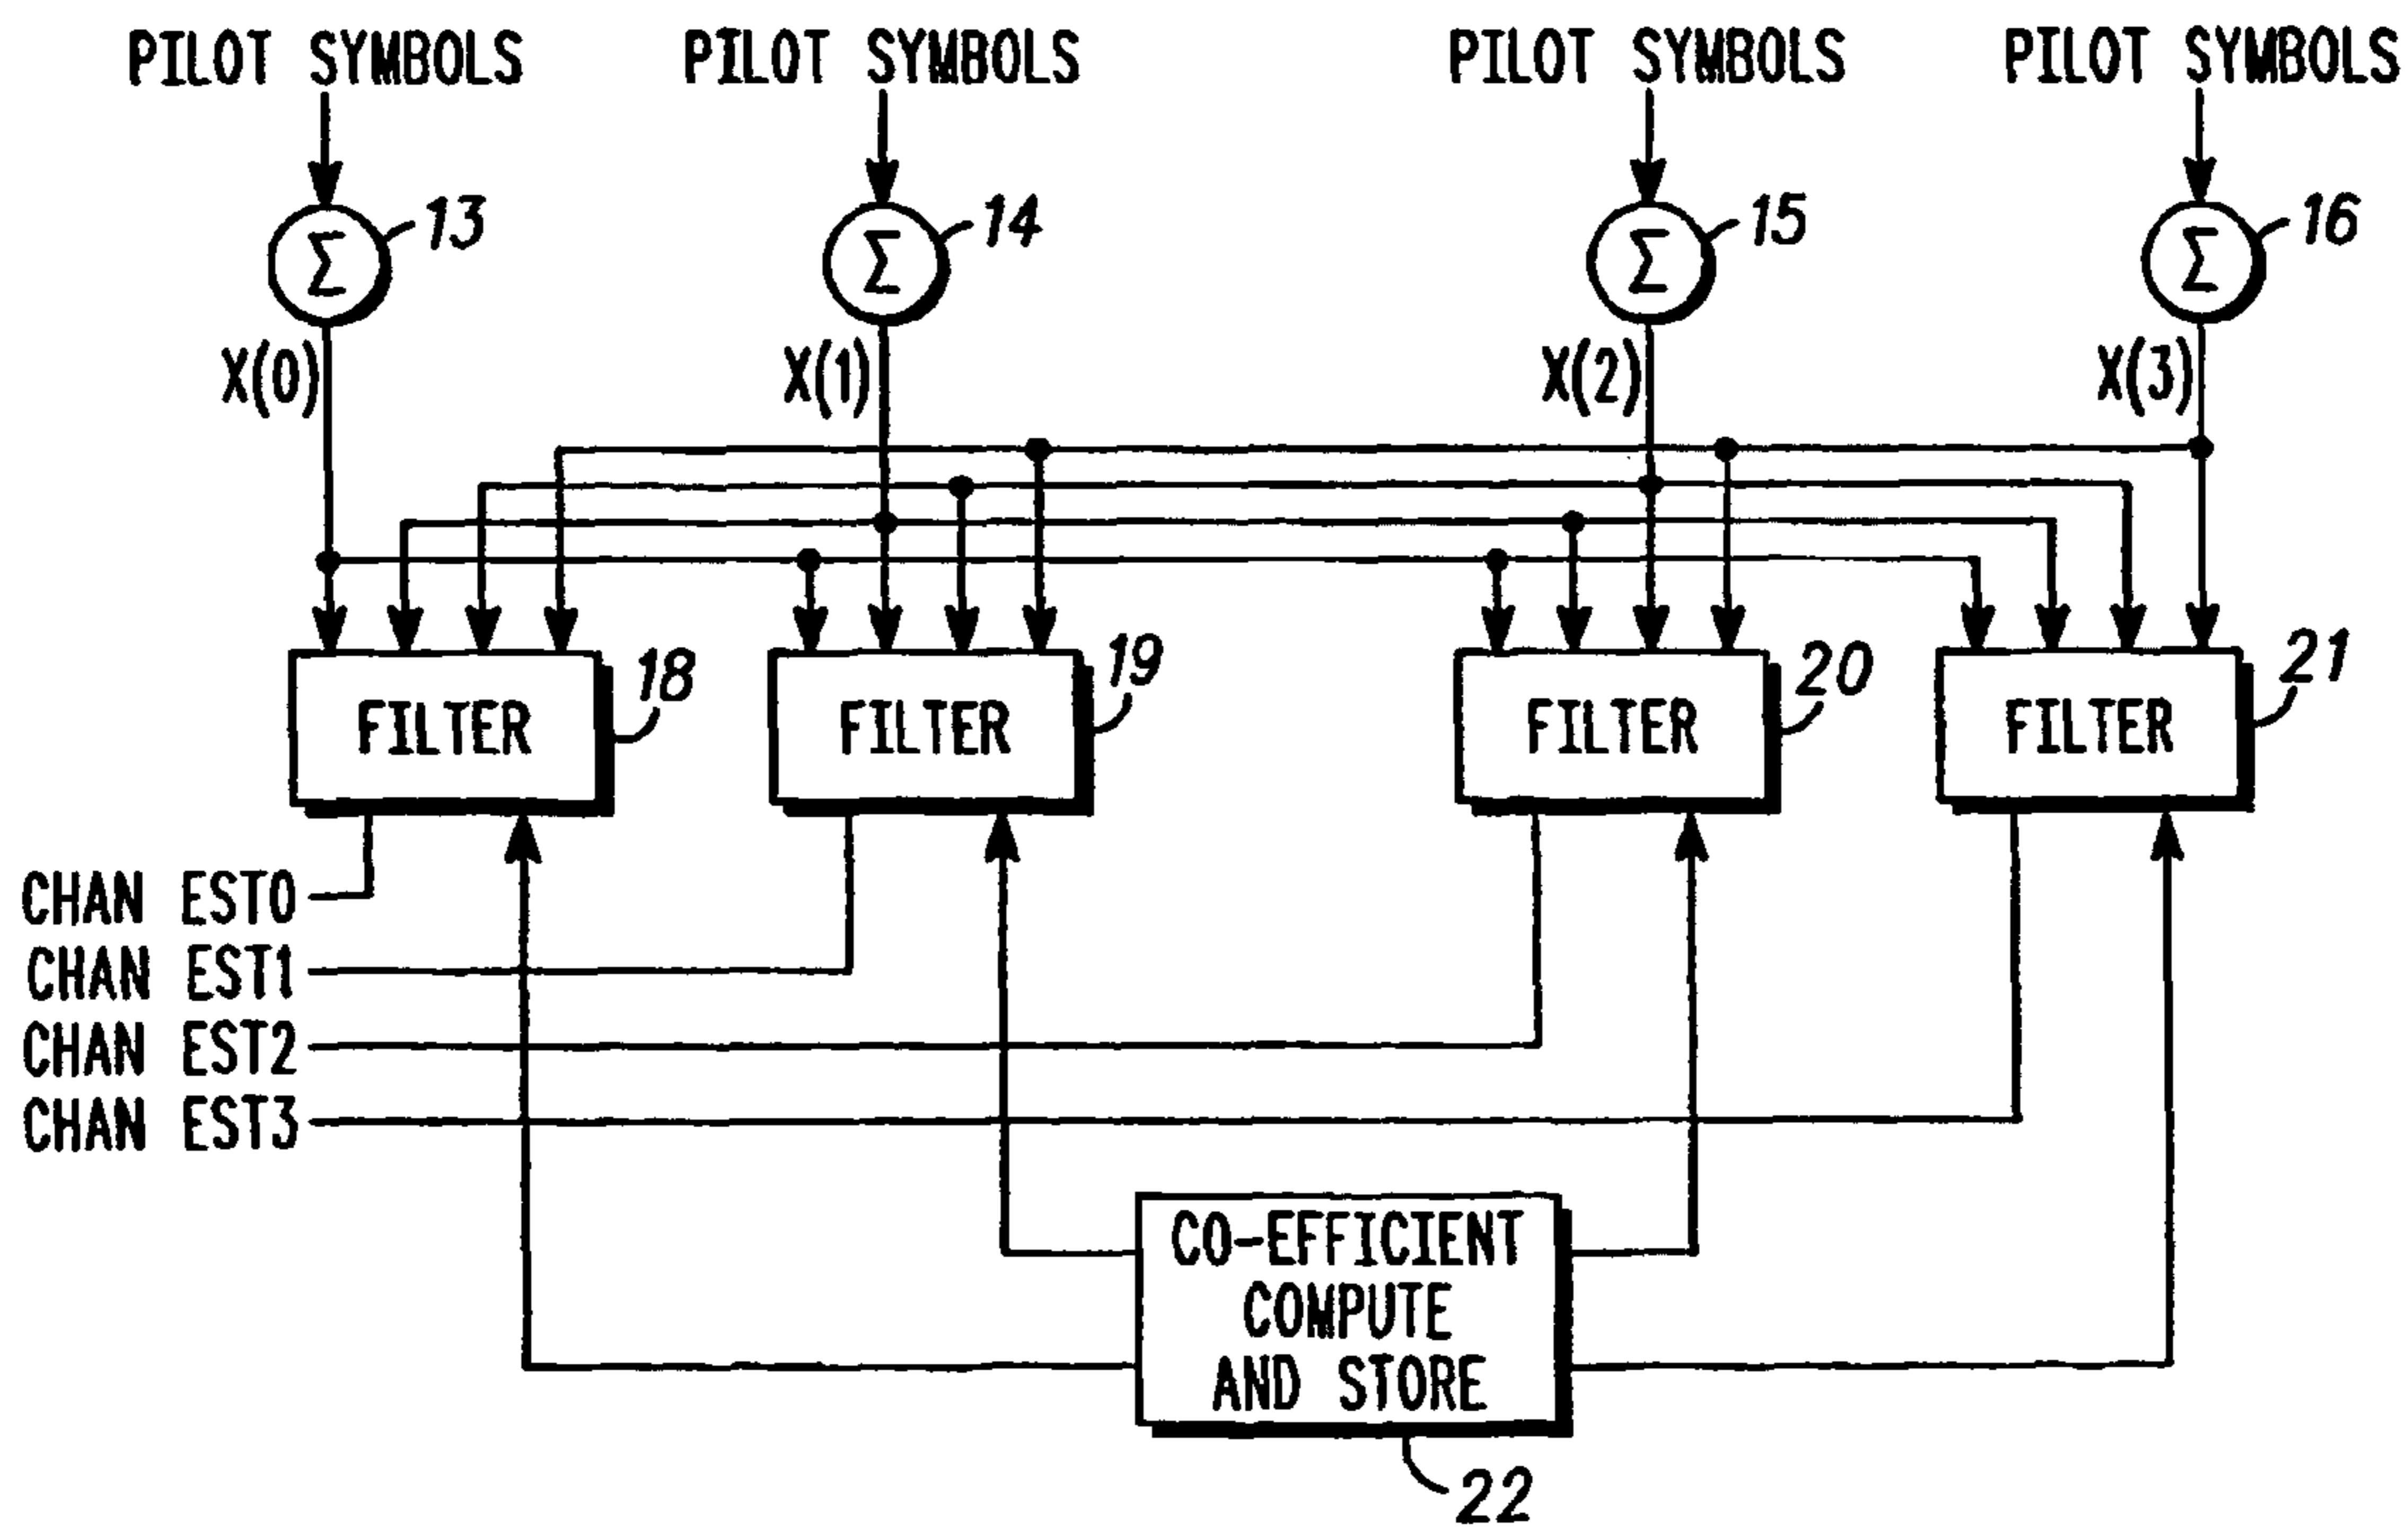 PILOT SYMBOLS PILOT SYMBOLS PILOT SYMBOLS PILOT SYMBOLS
13 14 15 16
Σ Σ Σ Σ
X(0) X(1) X(2) X(3)
18 19 20 21
FILTER FILTER FILTER FILTER
CHAN EST0
CHAN EST1
CHAN EST2
CHAN EST3
CO-EFFICIENT
COMPUTE
AND STORE
22